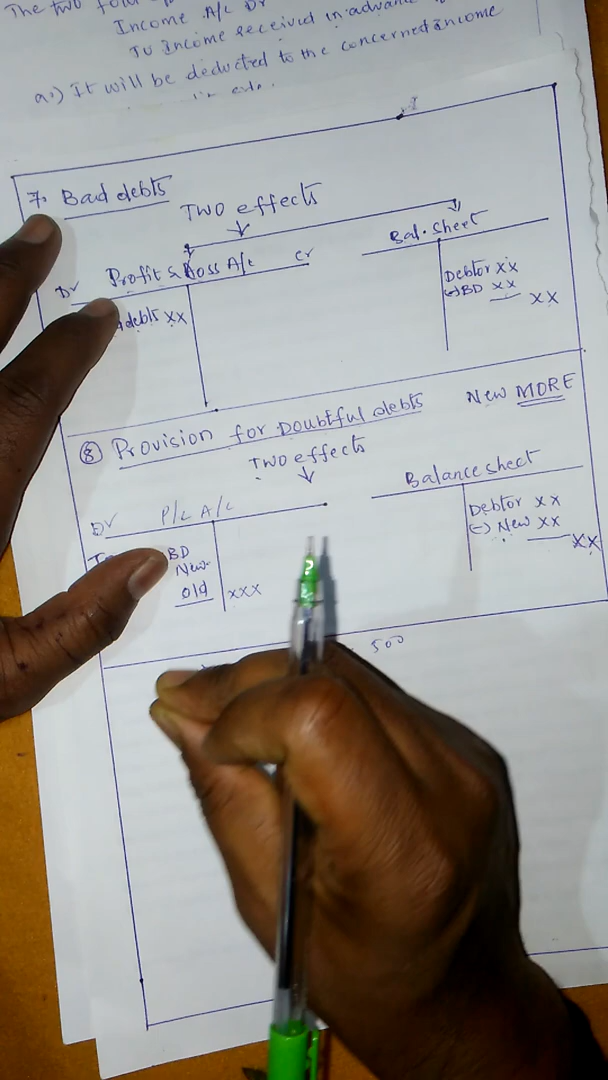 The two
Income A/c Dr
To Income received in advance
a:) It will be deducted to the concerned income
7. Bad debts
TWO effects
Dr Profit & Loss A/c Cr
Bal. Sheet
debts XX
Debtor XX
(-) BD XX
XX
⑧ Provision for Doubtful debts New MORE
TWO effects
Dr P/L A/c
Balance sheet
BD
New
old XXX
Debtor XX
(-) New XX
XX
500